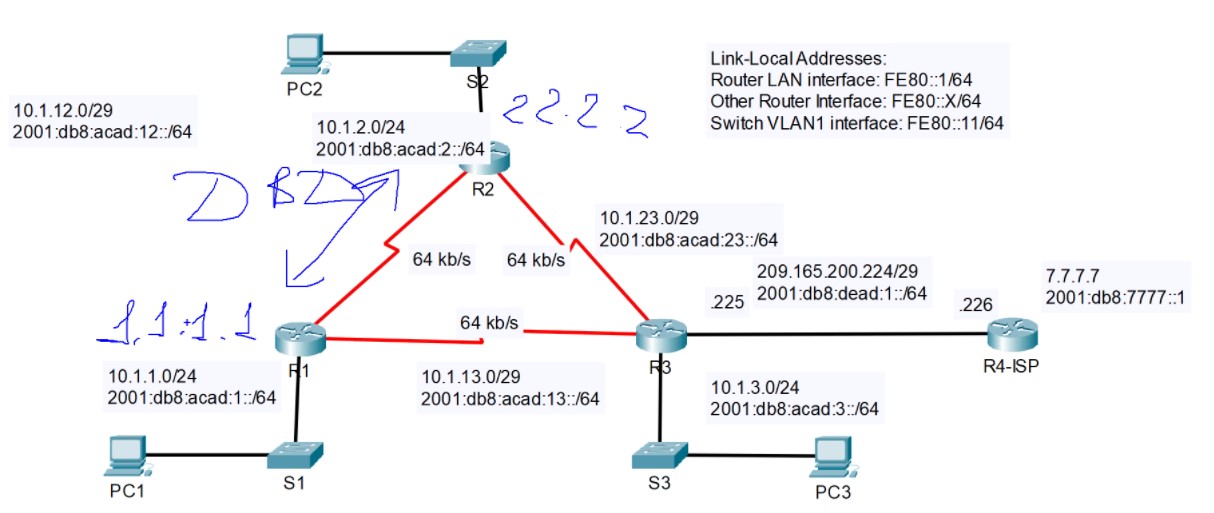 Link-Local Addresses:
Router LAN interface: FE80::1/64
Other Router Interface: FE80::X/64
Switch VLAN1 interface: FE80::11/64
PC2
S2
10.1.12.0/29
2001:db8:acad:12::/64
22.2.2
10.1.2.0/24
2001:db8:acad:2::/64
R2
DBD
10.1.23.0/29
2001:db8:acad:23::/64
64 kb/s
64 kb/s
209.165.200.224/29
2001:db8:dead:1::/64
7.7.7.7
2001:db8:7777::1
.225
.226
1.1.1.1
64 kb/s
R1
R3
R4-ISP
10.1.1.0/24
2001:db8:acad:1::/64
10.1.13.0/29
2001:db8:acad:13::/64
10.1.3.0/24
2001:db8:acad:3::/64
PC1
S1
S3
PC3